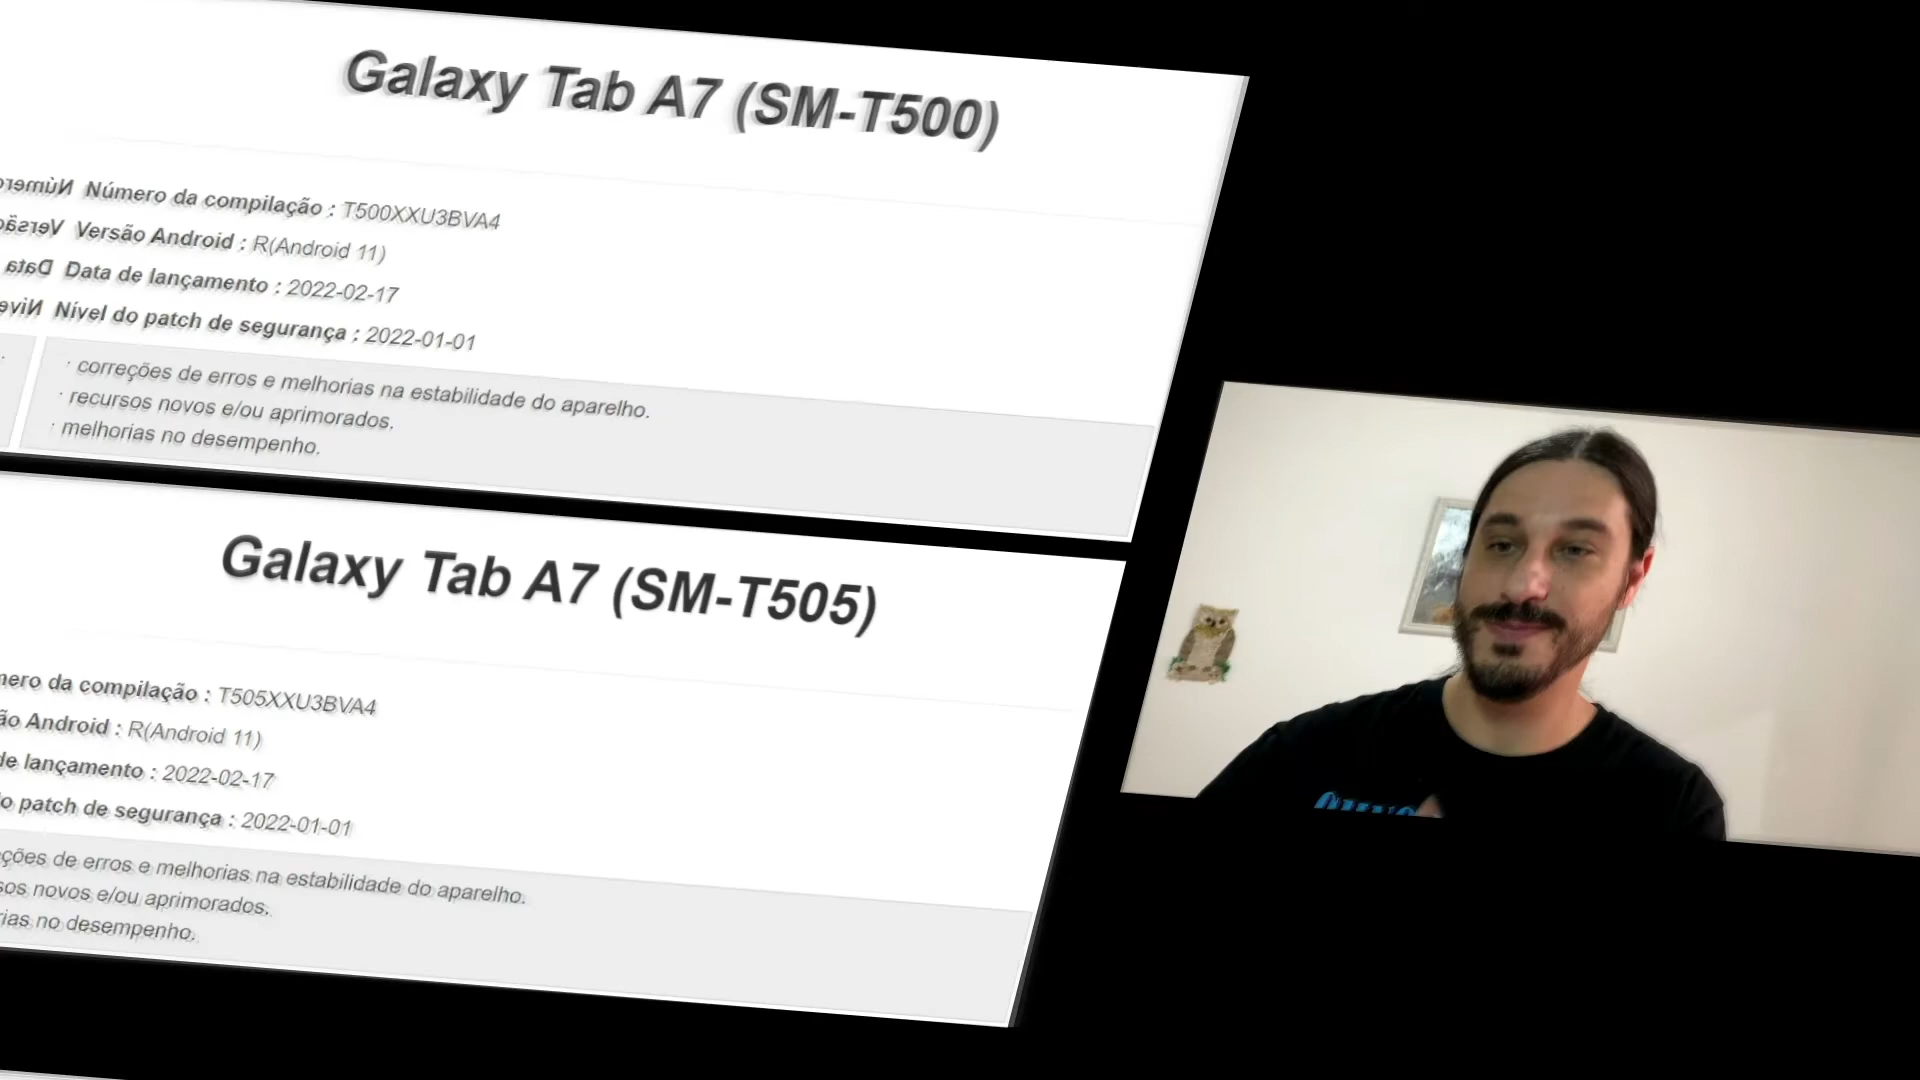 Galaxy Tab A7 (SM-T500)
Número da compilação : T500XXU3BVA4
Versão Android : R(Android 11)
Data de lançamento : 2022-02-17
Nível do patch de segurança : 2022-01-01
· correções de erros e melhorias na estabilidade do aparelho.
· recursos novos e/ou aprimorados.
· melhorias no desempenho.
Galaxy Tab A7 (SM-T505)
mero da compilação : T505XXU3BVA4
ão Android : R(Android 11)
de lançamento : 2022-02-17
o patch de segurança : 2022-01-01
ções de erros e melhorias na estabilidade do aparelho.
sos novos e/ou aprimorados.
rias no desempenho.